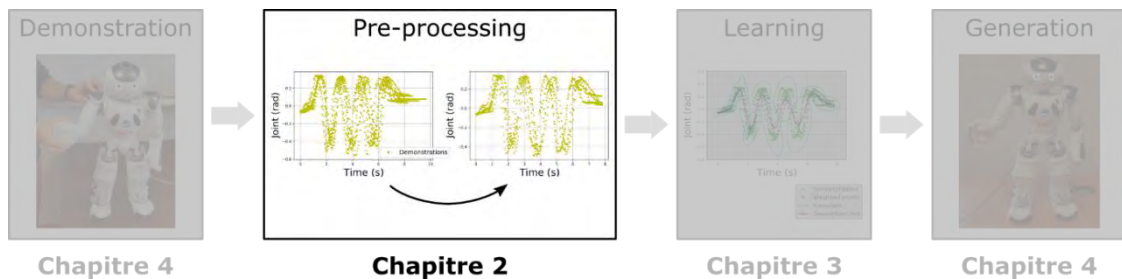 Demonstration
Pre-processing
Joint (rad)
Time (s)
Demonstrations
Joint (rad)
Time (s)
Learning
Joint (rad)
Time (s)
Generation
Chapitre 4
Chapitre 2
Chapitre 3
Chapitre 4